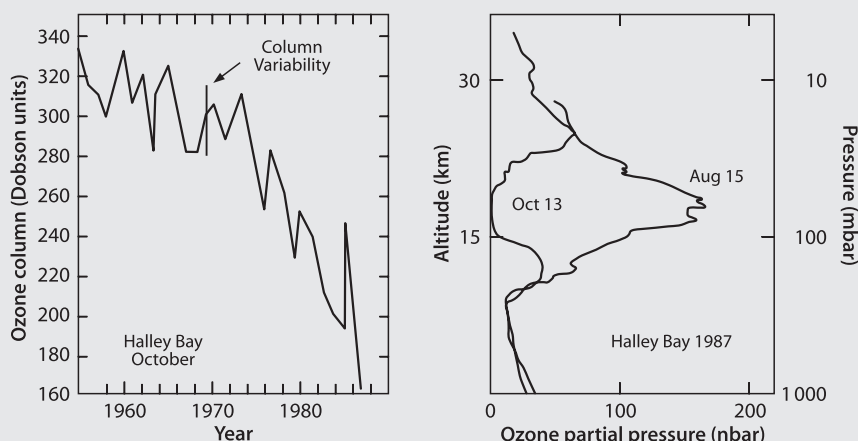 Ozone column (Dobson units)
340
320
300
280
260
240
220
200
180
160
Column
Variability
Halley Bay
October
1960
1970
1980
Year
Altitude (km)
30
15
Aug 15
Oct 13
Halley Bay 1987
0
100
200
Ozone partial pressure (nbar)
10
100
1 000
Pressure (mbar)